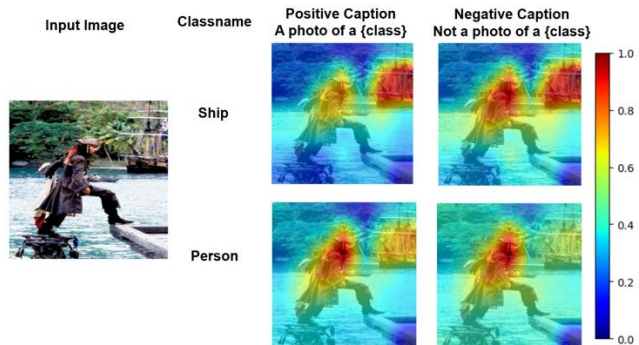 Input Image
Classname
Positive Caption
A photo of a {class}
Negative Caption
Not a photo of a {class}
Ship
Person
1.0
0.8
0.6
0.4
0.2
0.0